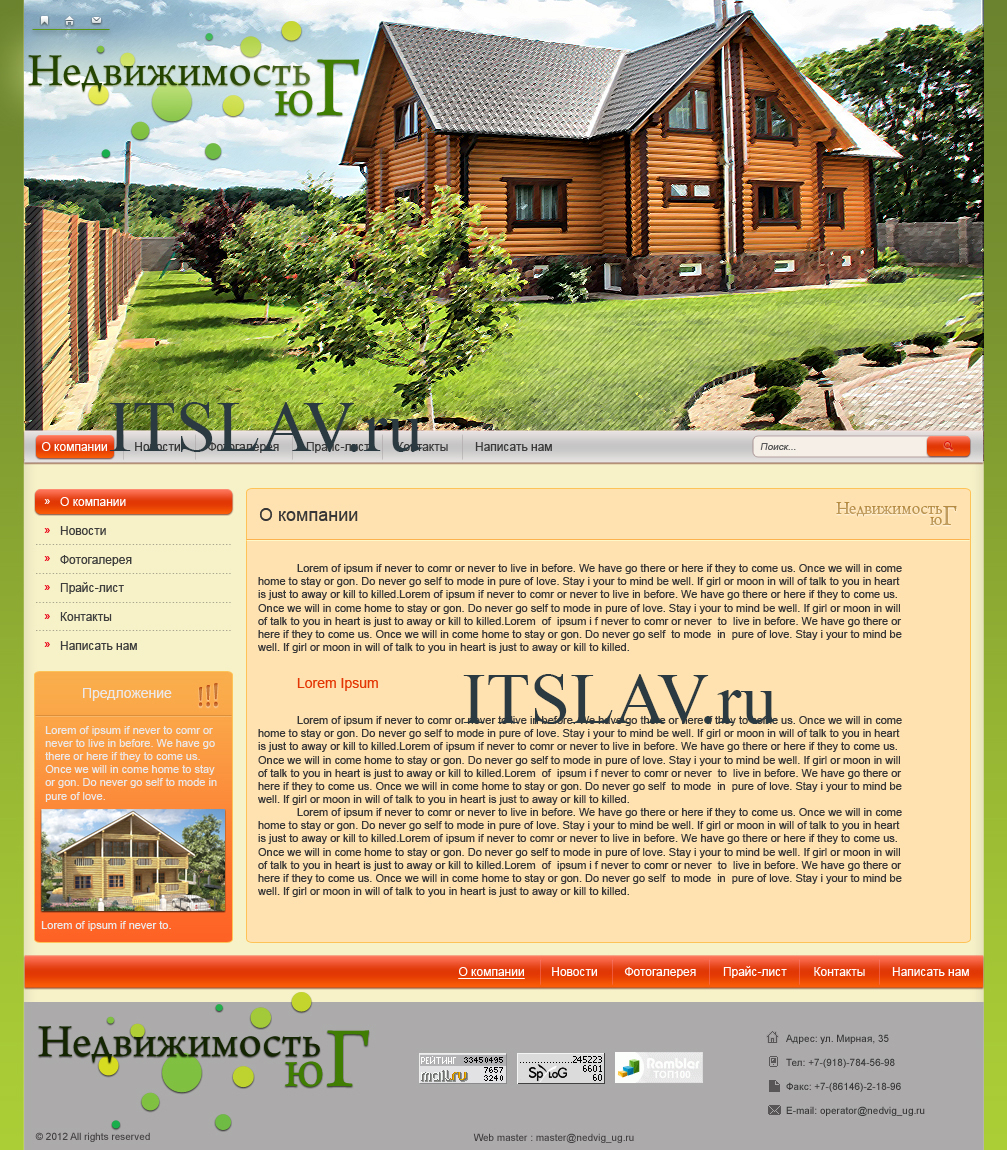 Недвижимость
юг
ITSLAV.ru
О компании Новости Фотогалерея Прайс-лист Контакты Написать нам Поиск...
» О компании
» Новости
» Фотогалерея
» Прайс-лист
» Контакты
» Написать нам
Предложение !!!
Lorem of ipsum if never to comr or
never to live in before. We have go
there or here if they to come us.
Once we will in come home to stay
or gon. Do never go self to mode in
pure of love.
Lorem of ipsum if never to.
О компании
Недвижимость
юг
Lorem of ipsum if never to comr or never to live in before. We have go there or here if they to come us. Once we will in come
home to stay or gon. Do never go self to mode in pure of love. Stay i your to mind be well. If girl or moon in will of talk to you in heart
is just to away or kill to killed.Lorem of ipsum if never to comr or never to live in before. We have go there or here if they to come us.
Once we will in come home to stay or gon. Do never go self to mode in pure of love. Stay i your to mind be well. If girl or moon in will
of talk to you in heart is just to away or kill to killed.Lorem of ipsum i f never to comr or never to live in before. We have go there or
here if they to come us. Once we will in come home to stay or gon. Do never go self to mode in pure of love. Stay i your to mind be
well. If girl or moon in will of talk to you in heart is just to away or kill to killed.
Lorem Ipsum
ITSLAV.ru
Lorem of ipsum if never to comr or never to live in before. We have go there or here if they to come us. Once we will in come
home to stay or gon. Do never go self to mode in pure of love. Stay i your to mind be well. If girl or moon in will of talk to you in heart
is just to away or kill to killed.Lorem of ipsum if never to comr or never to live in before. We have go there or here if they to come us.
Once we will in come home to stay or gon. Do never go self to mode in pure of love. Stay i your to mind be well. If girl or moon in will
of talk to you in heart is just to away or kill to killed.Lorem of ipsum i f never to comr or never to live in before. We have go there or
here if they to come us. Once we will in come home to stay or gon. Do never go self to mode in pure of love. Stay i your to mind be
well. If girl or moon in will of talk to you in heart is just to away or kill to killed.
Lorem of ipsum if never to comr or never to live in before. We have go there or here if they to come us. Once we will in come
home to stay or gon. Do never go self to mode in pure of love. Stay i your to mind be well. If girl or moon in will of talk to you in heart
is just to away or kill to killed.Lorem of ipsum if never to comr or never to live in before. We have go there or here if they to come us.
Once we will in come home to stay or gon. Do never go self to mode in pure of love. Stay i your to mind be well. If girl or moon in will
of talk to you in heart is just to away or kill to killed.Lorem of ipsum i f never to comr or never to live in before. We have go there or
here if they to come us. Once we will in come home to stay or gon. Do never go self to mode in pure of love. Stay i your to mind be
well. If girl or moon in will of talk to you in heart is just to away or kill to killed.
О компании Новости Фотогалерея Прайс-лист Контакты Написать нам
Недвижимость
юг
РЕЙТИНГ 33450495
mail.ru 7657
3240
245223
SpyLOG 6601
60
Rambler
ТОП100
Адрес: ул. Мирная, 35
Тел: +7-(918)-784-56-98
Факс: +7-(86146)-2-18-96
E-mail: operator@nedvig_ug.ru
© 2012 All rights reserved
Web master : master@nedvig_ug.ru